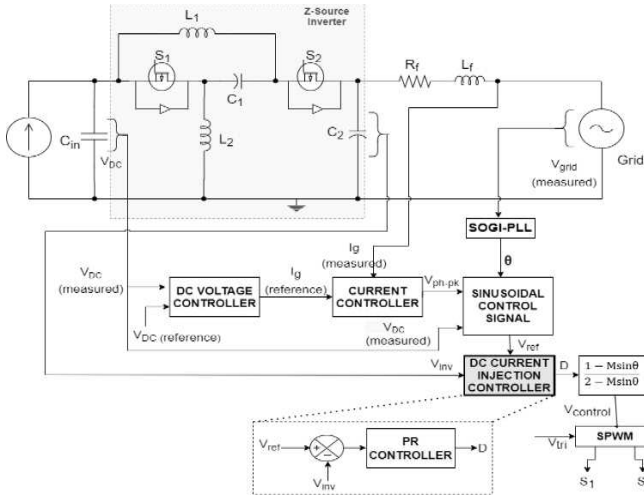 Z-Source
Inverter
L1
S1
S2
C1
L2
C2
Cin
VDC
Rf
Lf
Grid
Vgrid
(measured)
SOGI-PLL
θ
Ig
(measured)
VDC
(measured)
DC VOLTAGE
CONTROLLER
Ig
(reference)
CURRENT
CONTROLLER
Vph-pk
SINUSOIDAL
CONTROL
SIGNAL
VDC (reference)
VDC
(measured)
Vref
Vinv
DC CURRENT
INJECTION
CONTROLLER
D
1 − Msinθ
2 − Msinθ
Vcontrol
Vtri
SPWM
S1
S
Vref
+
-
PR
CONTROLLER
D
Vinv